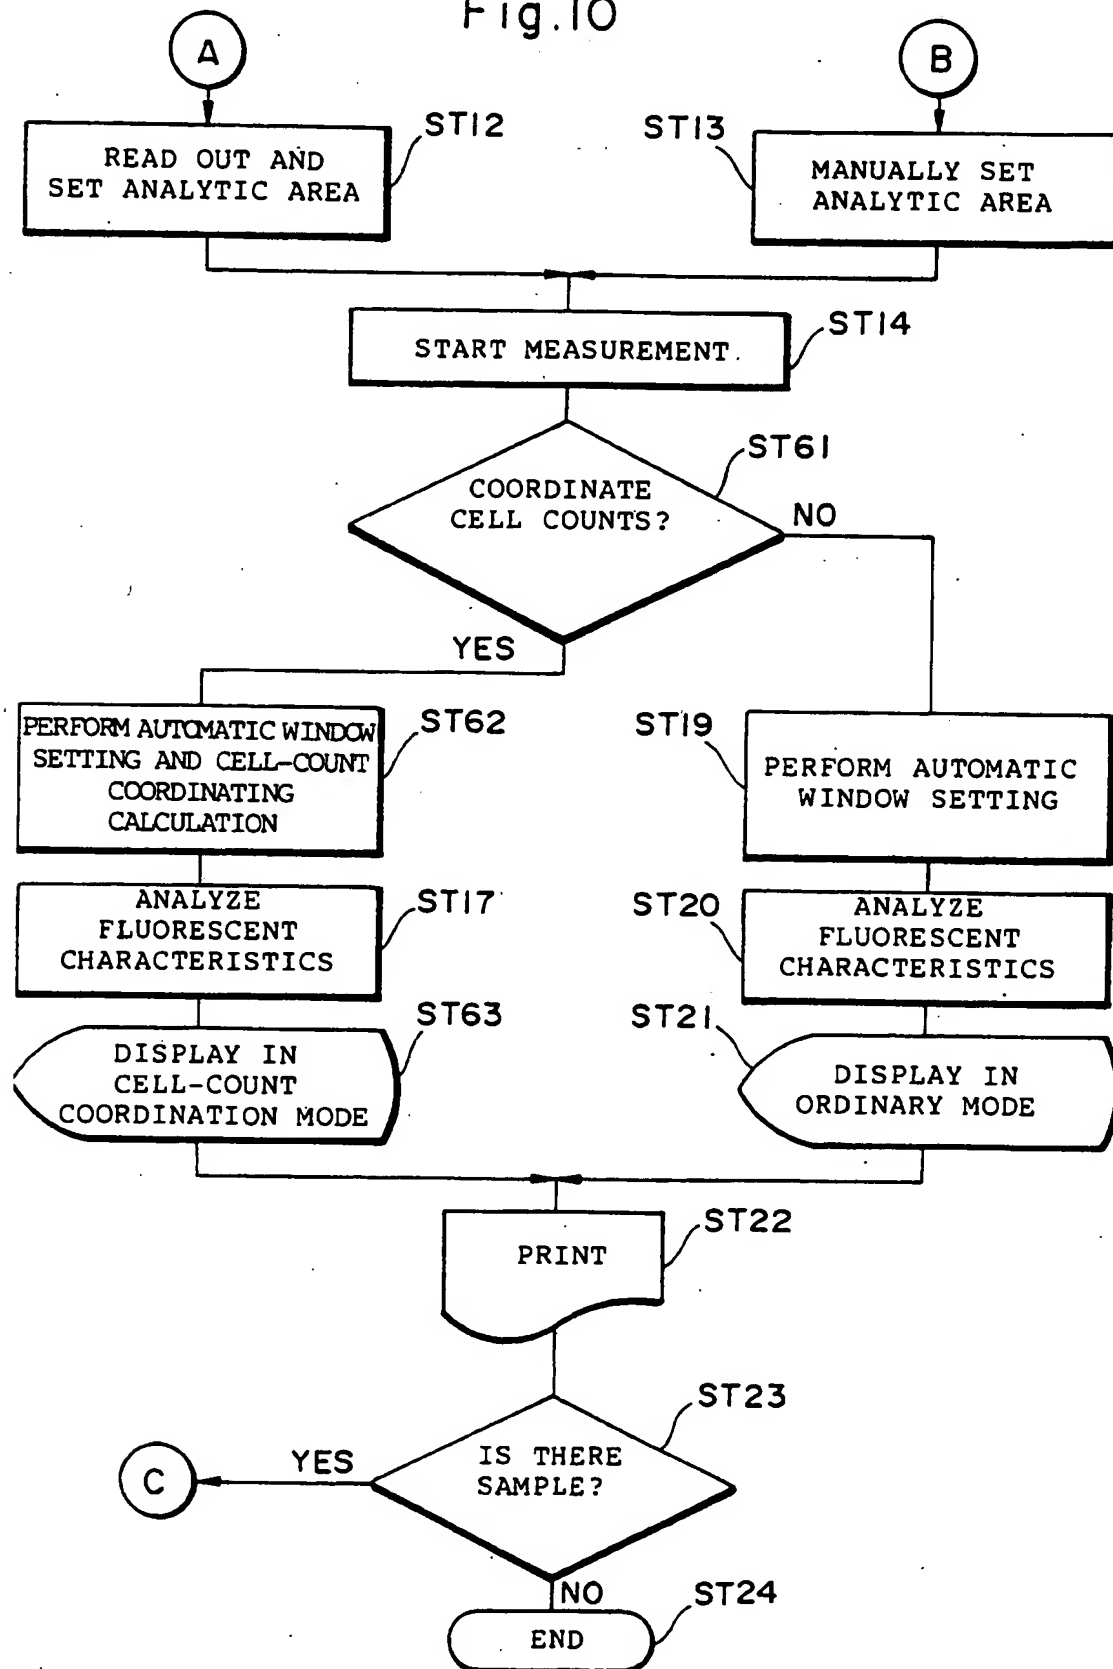 Fig.10
A
B
ST12
ST13
READ OUT AND
SET ANALYTIC AREA
MANUALLY SET
ANALYTIC AREA
ST14
START MEASUREMENT.
ST61
COORDINATE
CELL COUNTS?
NO
YES
ST62
ST19
PERFORM AUTOMATIC WINDOW
SETTING AND CELL-COUNT
COORDINATING
CALCULATION
PERFORM AUTOMATIC
WINDOW SETTING
ST17
ST20
ANALYZE
FLUORESCENT
CHARACTERISTICS
ANALYZE
FLUORESCENT
CHARACTERISTICS
ST63
ST21
DISPLAY IN
CELL-COUNT
COORDINATION MODE
DISPLAY IN
ORDINARY MODE
ST22
PRINT
ST23
IS THERE
SAMPLE?
YES
C
NO
ST24
END